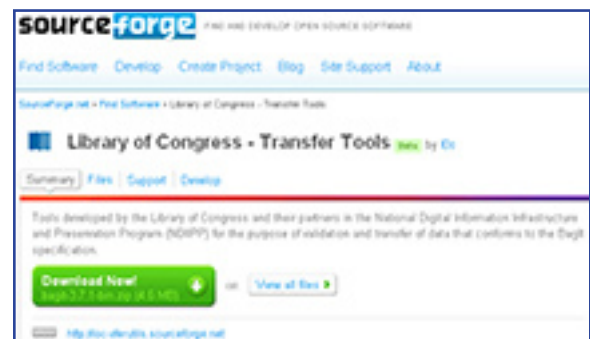 sourceforge FIND AND DEVELOP OPEN SOURCE SOFTWARE
Find Software Develop Create Project Blog Site Support About
SourceForge.net > Find Software > Library of Congress - Transfer Tools
Library of Congress - Transfer Tools Beta by
Summary Files Support Develop
Tools developed by the Library of Congress and their partners in the National Digital Information Infrastructure
and Preservation Program (NDIIPP) for the purpose of validation and transfer of data that conforms to the BagIt
specification.
Download Now!
or View all files >